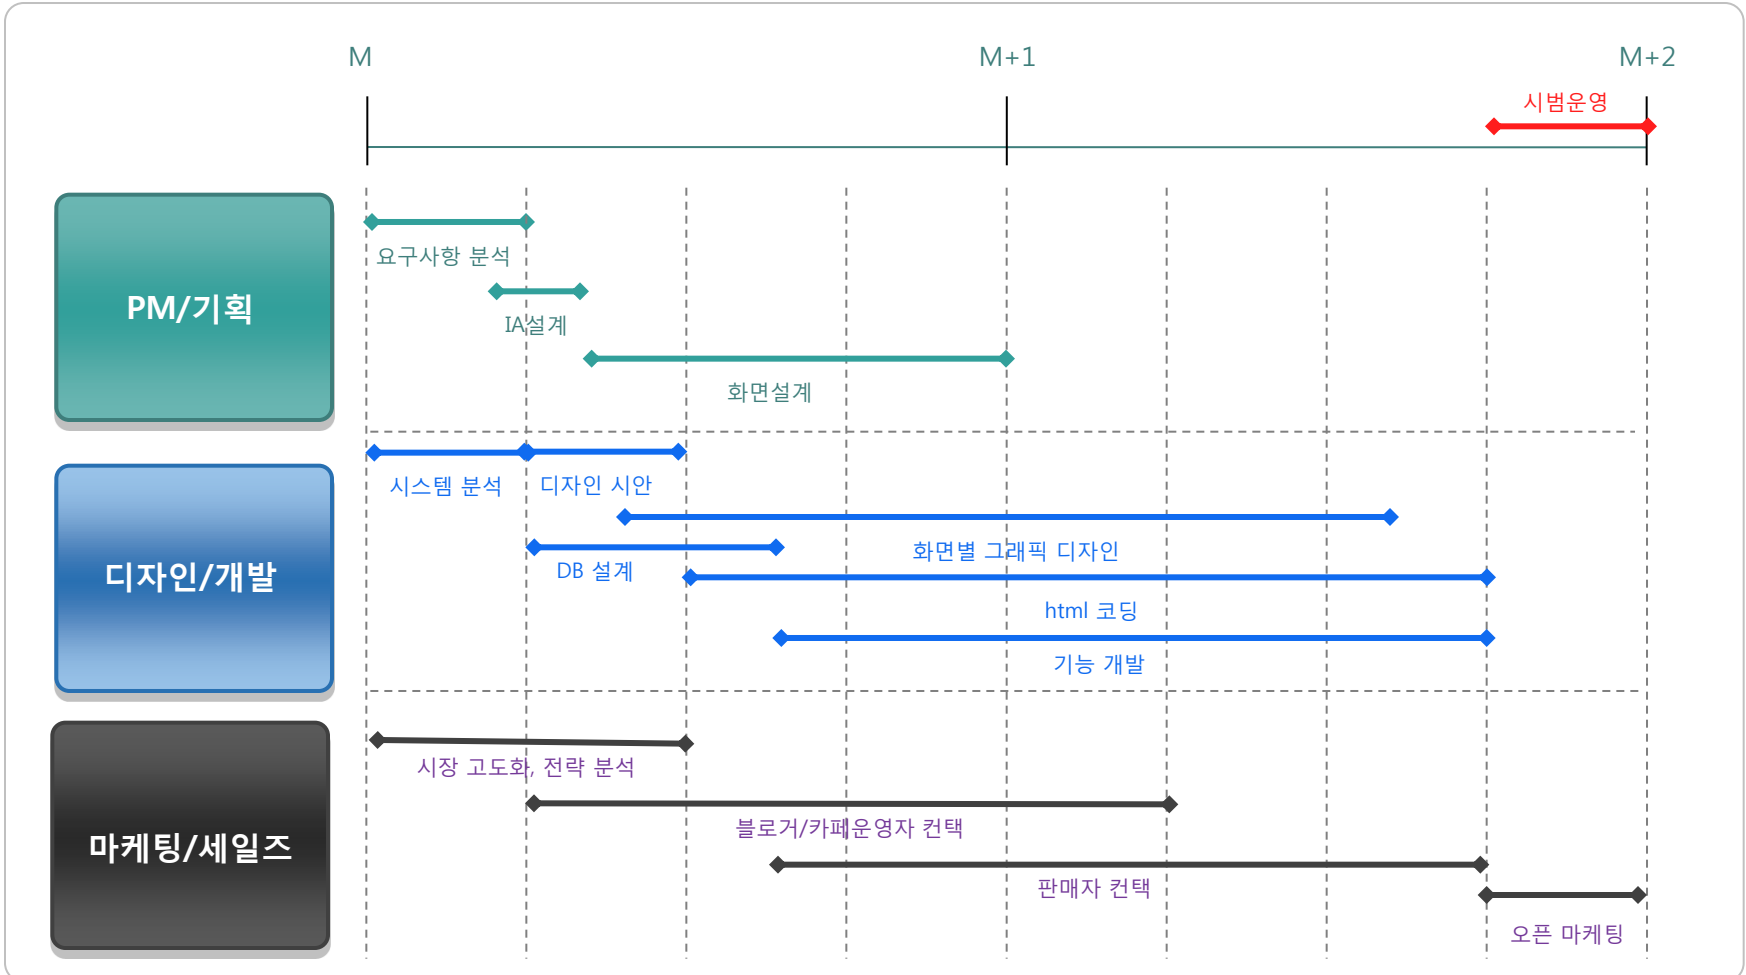 M
M+1
M+2
시범운영
PM/기획
요구사항 분석
IA설계
화면설계
디자인/개발
시스템 분석
디자인 시안
화면별 그래픽 디자인
DB 설계
html 코딩
기능 개발
마케팅/세일즈
시장 고도화, 전략 분석
블로거/카페운영자 컨택
판매자 컨택
오픈 마케팅